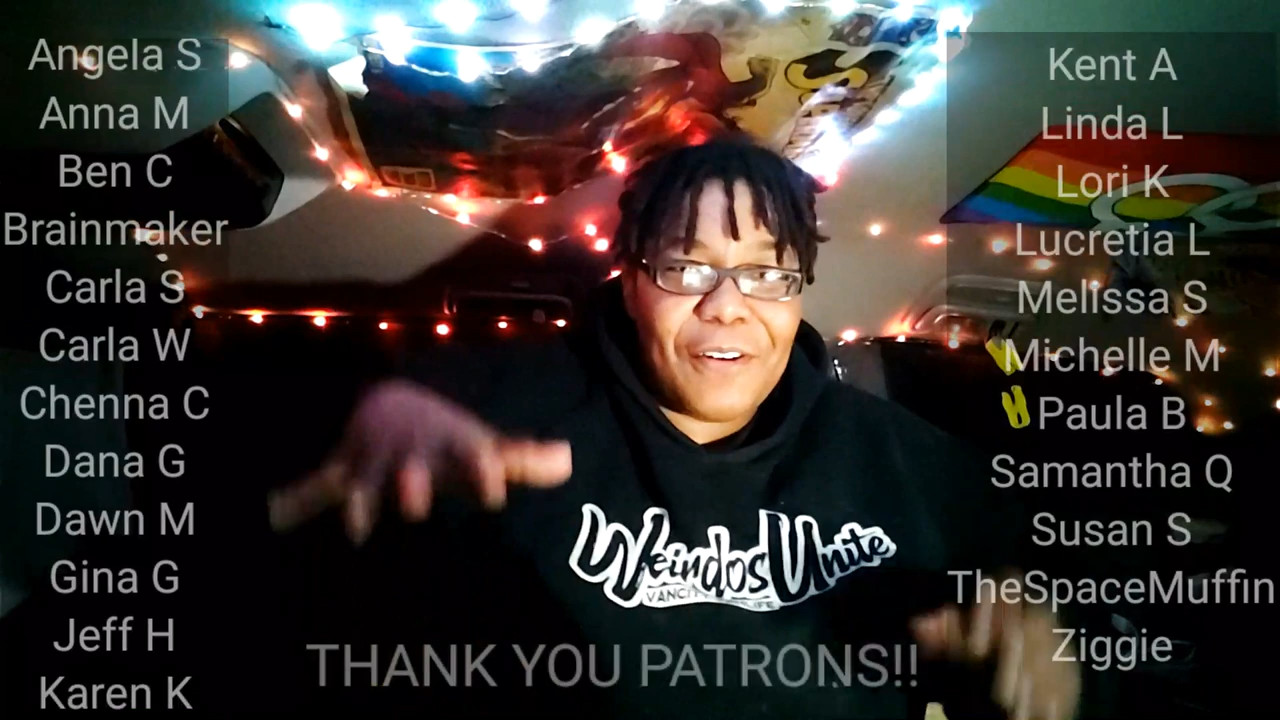 Angela S
Anna M
Ben C
Brainmaker
Carla S
Carla W
Chenna C
Dana G
Dawn M
Gina G
Jeff H
Karen K
Kent A
Linda L
Lori K
Lucretia L
Melissa S
Michelle M
Paula B
Samantha Q
Susan S
TheSpaceMuffin
Ziggie
Weirdos Unite
THANK YOU PATRONS!!